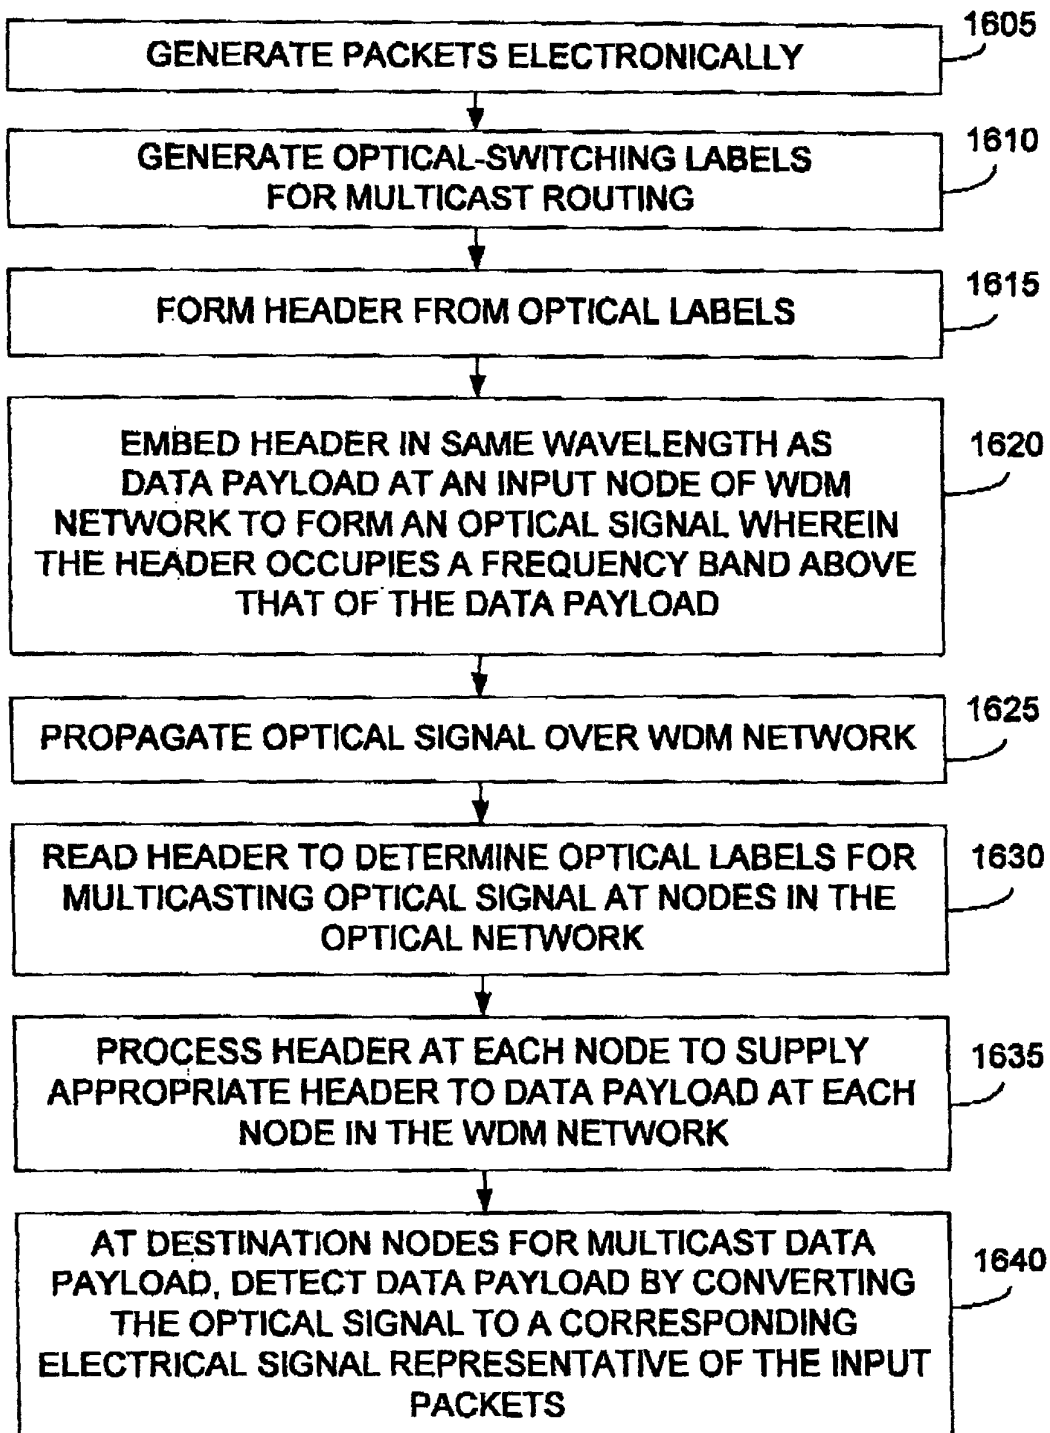 1605
GENERATE PACKETS ELECTRONICALLY
1610
GENERATE OPTICAL-SWITCHING LABELS
FOR MULTICAST ROUTING
1615
FORM HEADER FROM OPTICAL LABELS
1620
EMBED HEADER IN SAME WAVELENGTH AS
DATA PAYLOAD AT AN INPUT NODE OF WDM
NETWORK TO FORM AN OPTICAL SIGNAL WHEREIN
THE HEADER OCCUPIES A FREQUENCY BAND ABOVE
THAT OF THE DATA PAYLOAD
1625
PROPAGATE OPTICAL SIGNAL OVER WDM NETWORK
1630
READ HEADER TO DETERMINE OPTICAL LABELS FOR
MULTICASTING OPTICAL SIGNAL AT NODES IN THE
OPTICAL NETWORK
1635
PROCESS HEADER AT EACH NODE TO SUPPLY
APPROPRIATE HEADER TO DATA PAYLOAD AT EACH
NODE IN THE WDM NETWORK
1640
AT DESTINATION NODES FOR MULTICAST DATA
PAYLOAD, DETECT DATA PAYLOAD BY CONVERTING
THE OPTICAL SIGNAL TO A CORRESPONDING
ELECTRICAL SIGNAL REPRESENTATIVE OF THE INPUT
PACKETS